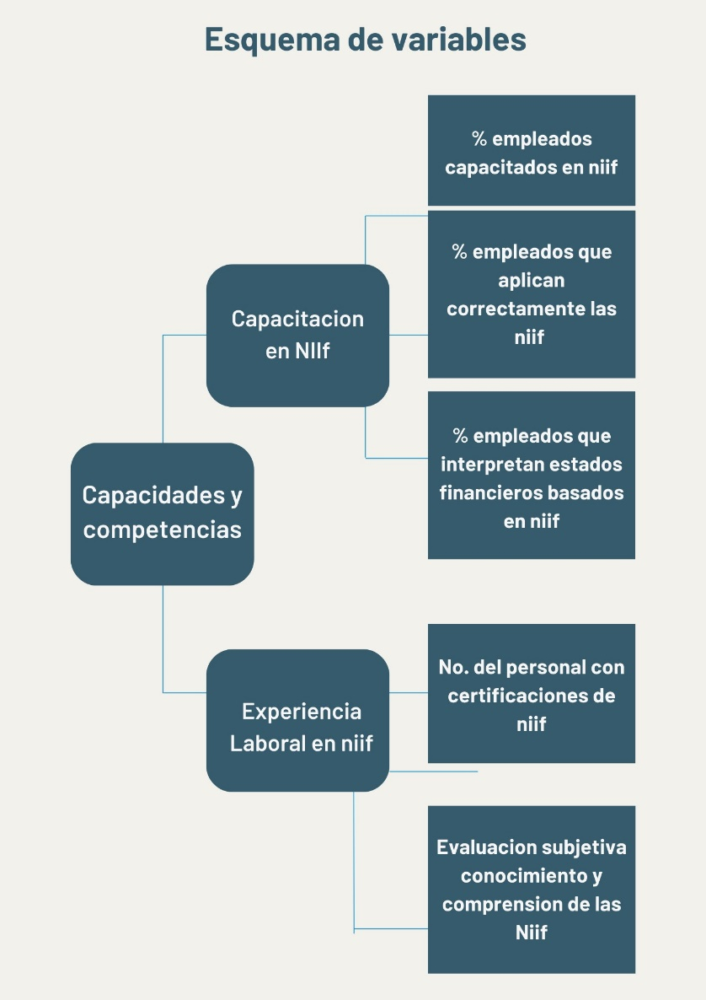 Esquema de variables
% empleados
capacitados en niif
% empleados que
aplican
correctamente las
niif
Capacitacion
en NIIf
% empleados que
interpretan estados
financieros basados
en niif
Capacidades y
competencias
No. del personal con
certificaciones de
niif
Experiencia
Laboral en niif
Evaluacion subjetiva
conocimiento y
comprension de las
Niif